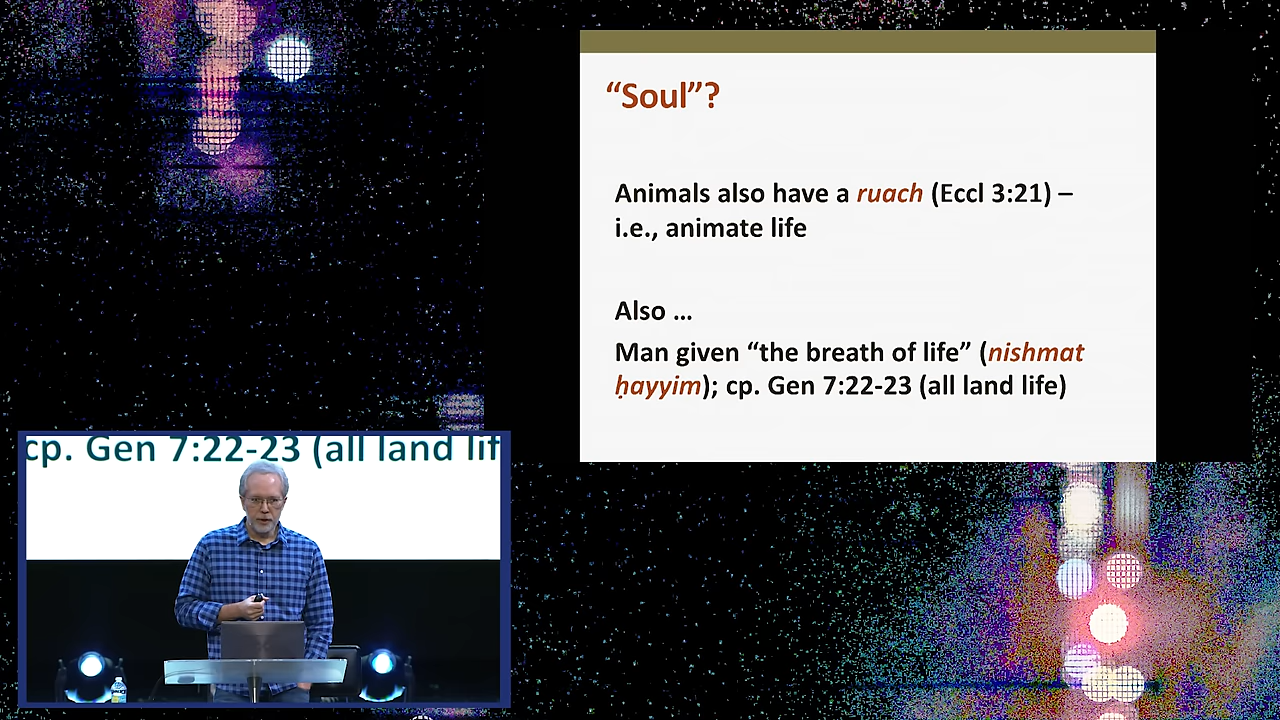 “Soul”?
Animals also have a ruach (Eccl 3:21) –
i.e., animate life
Also ...
Man given “the breath of life” (nishmat
ḥayyim); cp. Gen 7:22-23 (all land life)
cp. Gen 7:22-23 (all land lif